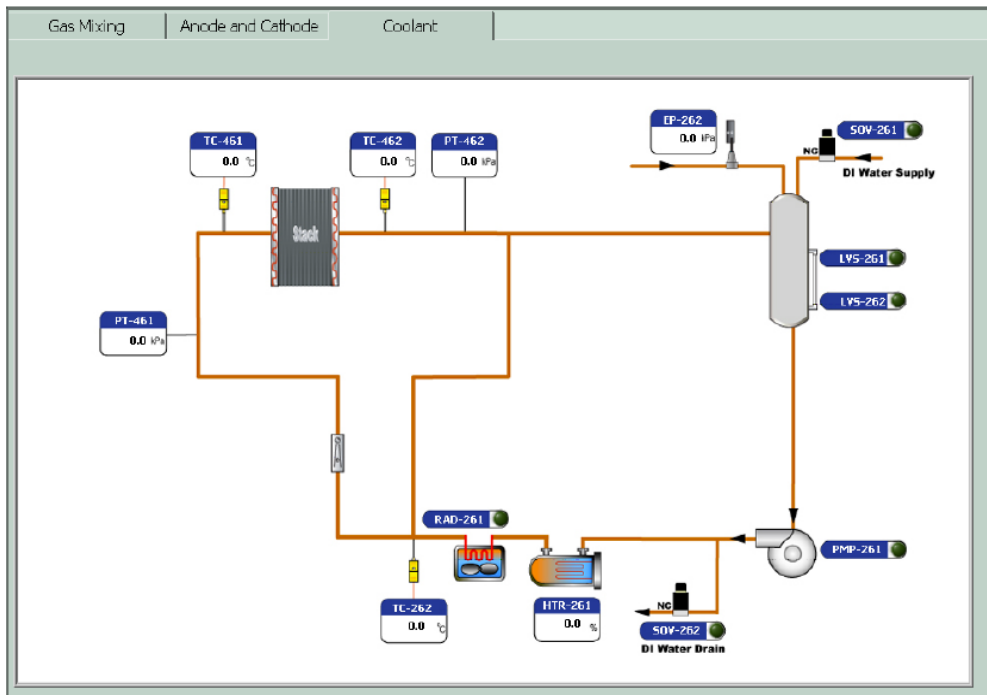 Gas Mixing
Anode and Cathode
Coolant
TC-461
0.0 °C
TC-462
0.0 °C
PT-462
0.0 kPa
EP-262
0.0 kPa
SOV-261
NC
DI Water Supply
Stack
LVS-261
LVS-262
PT-461
0.0 kPa
RAD-261
PMP-261
TC-262
0.0 °C
HTR-261
0.0 %
NC
SOV-262
DI Water Drain